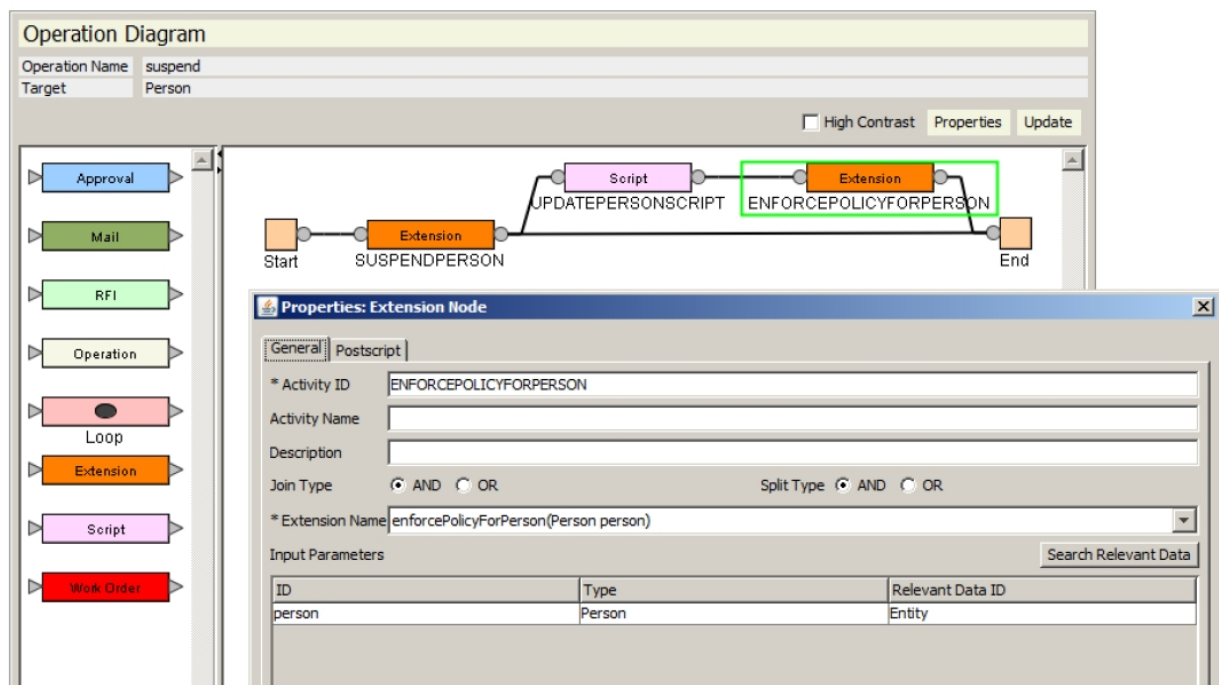 Operation Diagram
Operation Name suspend
Target Person
High Contrast Properties Update
Approval
Mail
RFI
Operation
Loop
Extension
Script
Work Order
Script Extension
UPDATEPERSONSCRIPT ENFORCEPOLICYFORPERSON
Extension
Start SUSPENDPERSON End
Properties: Extension Node
General Postscript
* Activity ID ENFORCEPOLICYFORPERSON
Activity Name
Description
Join Type AND OR Split Type AND OR
* Extension Name enforcePolicyForPerson(Person person)
Input Parameters Search Relevant Data
ID Type Relevant Data ID
person Person Entity